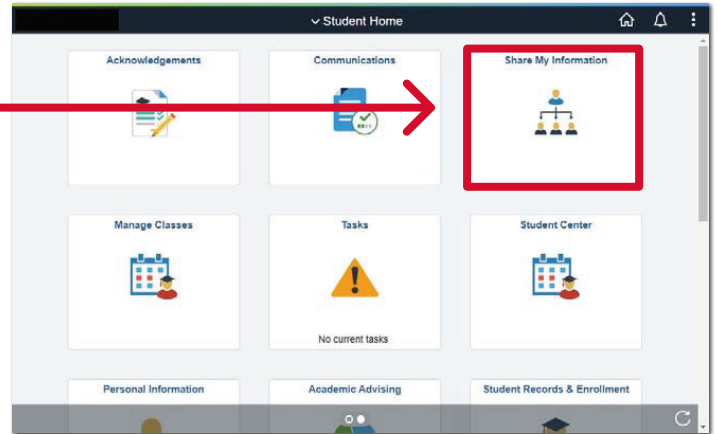 Student Home
Acknowledgements
Communications
Share My Information
Manage Classes
Tasks
Student Center
No current tasks
Personal Information
Academic Advising
Student Records & Enrollment